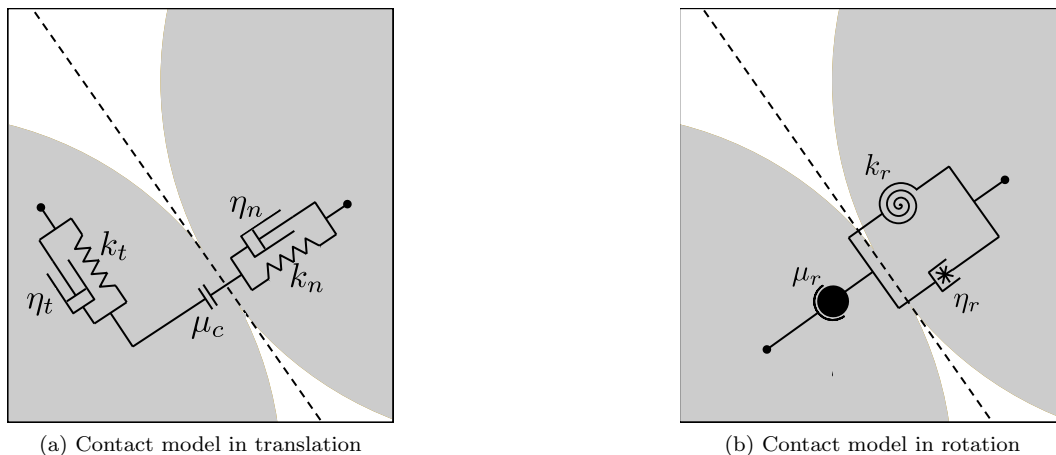 k_r
η_n
k_t
k_n
μ_r
η_t
η_r
μ_c
(a) Contact model in translation
(b) Contact model in rotation